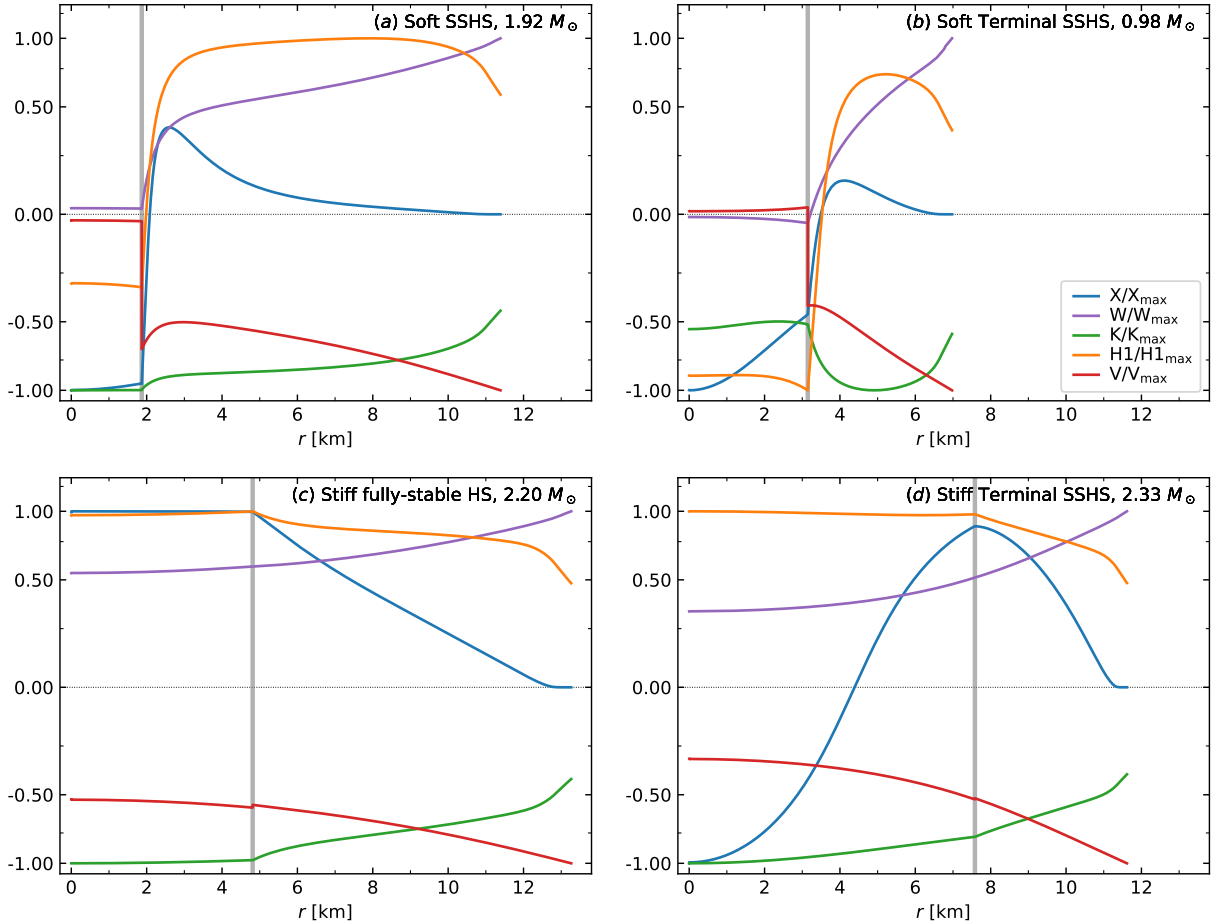 (a) Soft SSHS, 1.92 M⊙
1.00
0.50
0.00
-0.50
-1.00
0 2 4 6 8 10 12
r [km]
(b) Soft Terminal SSHS, 0.98 M⊙
1.00
0.50
0.00
-0.50
-1.00
X/Xmax
W/Wmax
K/Kmax
H1/H1max
V/Vmax
0 2 4 6 8 10 12
r [km]
(c) Stiff fully-stable HS, 2.20 M⊙
1.00
0.50
0.00
-0.50
-1.00
0 2 4 6 8 10 12
r [km]
(d) Stiff Terminal SSHS, 2.33 M⊙
1.00
0.50
0.00
-0.50
-1.00
0 2 4 6 8 10 12
r [km]